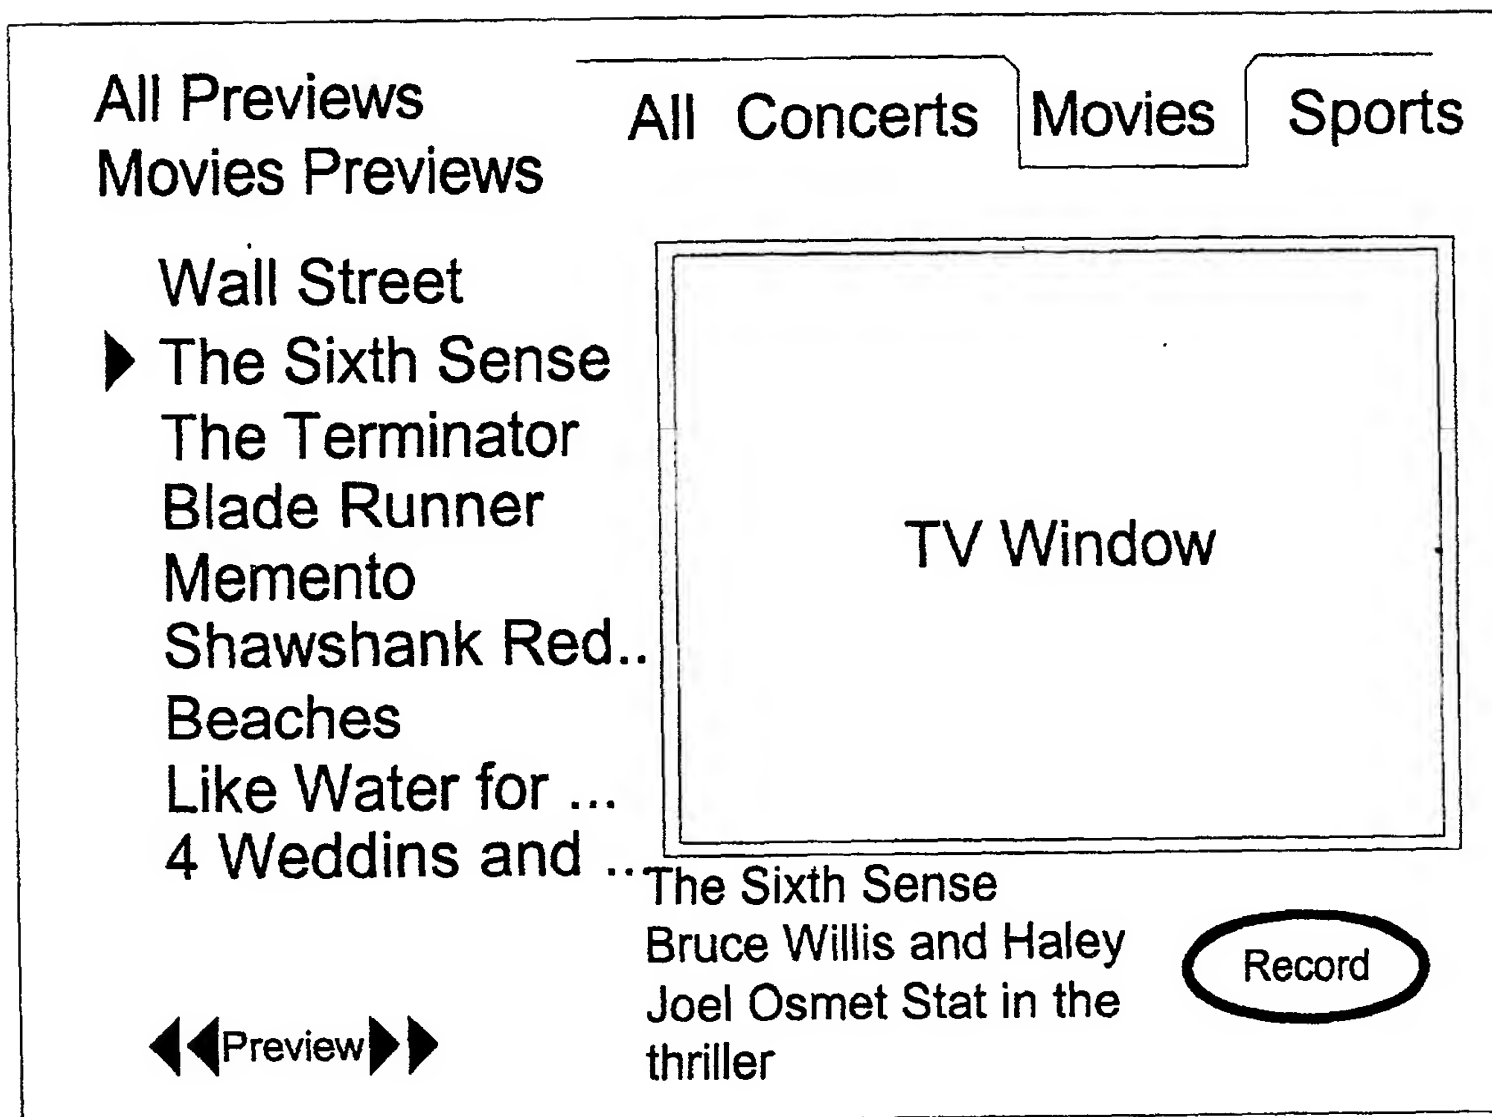 All Previews
Movies Previews
All Concerts Movies Sports
Wall Street
The Sixth Sense
The Terminator
Blade Runner
Memento
Shawshank Red..
Beaches
Like Water for ...
4 Weddins and ...
TV Window
The Sixth Sense
Bruce Willis and Haley
Joel Osmet Stat in the
thriller
Record
Preview